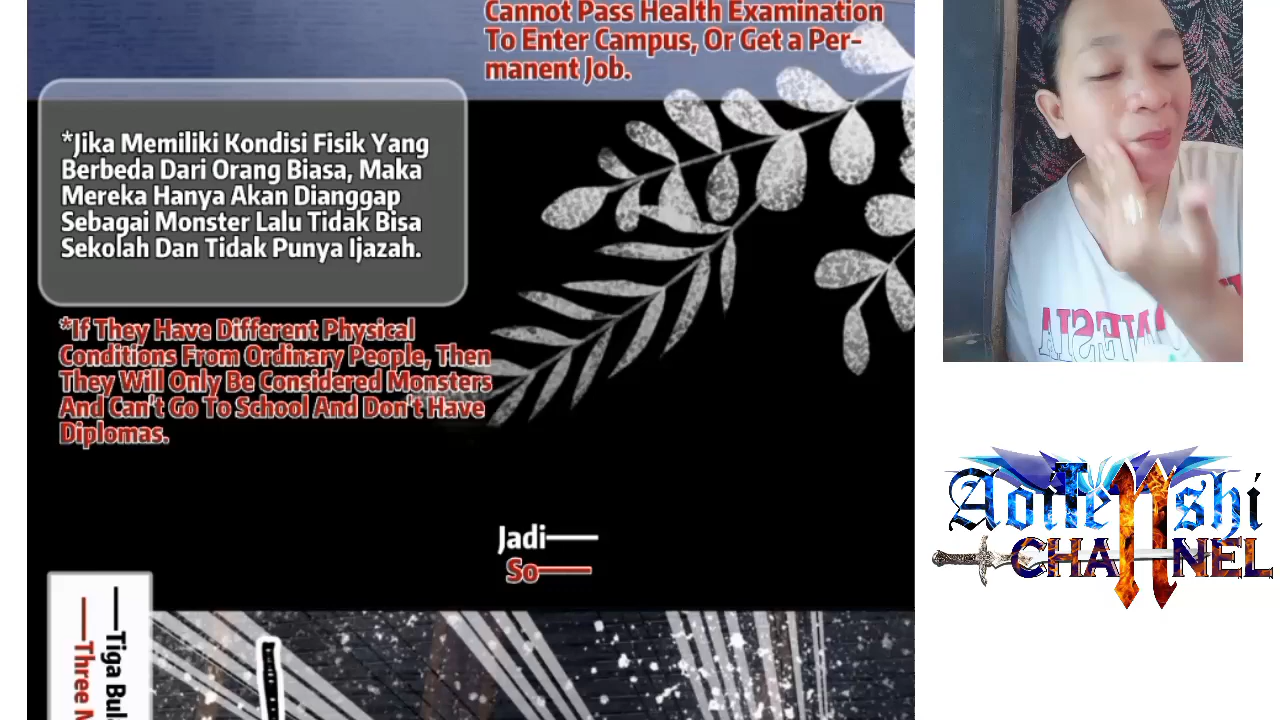 Cannot Pass Health Examination
To Enter Campus, Or Get a Per-
manent Job.
*Jika Memiliki Kondisi Fisik Yang
Berbeda Dari Orang Biasa, Maka
Mereka Hanya Akan Dianggap
Sebagai Monster Lalu Tidak Bisa
Sekolah Dan Tidak Punya Ijazah.
*If They Have Different Physical
Conditions From Ordinary People, Then
They Will Only Be Considered Monsters
And Can't Go To School And Don't Have
Diplomas.
Jadi——
So——
——Tiga
——Three
AoiTenshi
CHANNEL